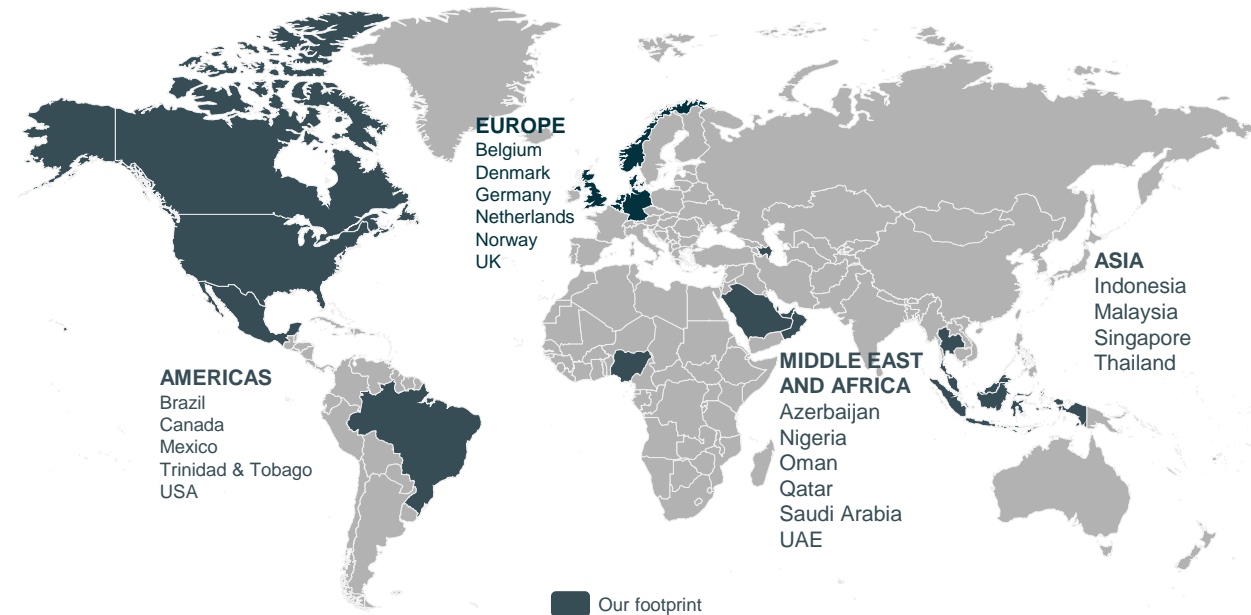 EUROPE
Belgium
Denmark
Germany
Netherlands
Norway
UK
ASIA
Indonesia
Malaysia
Singapore
Thailand
AMERICAS
Brazil
Canada
Mexico
Trinidad & Tobago
USA
MIDDLE EAST
AND AFRICA
Azerbaijan
Nigeria
Oman
Qatar
Saudi Arabia
UAE
Our footprint